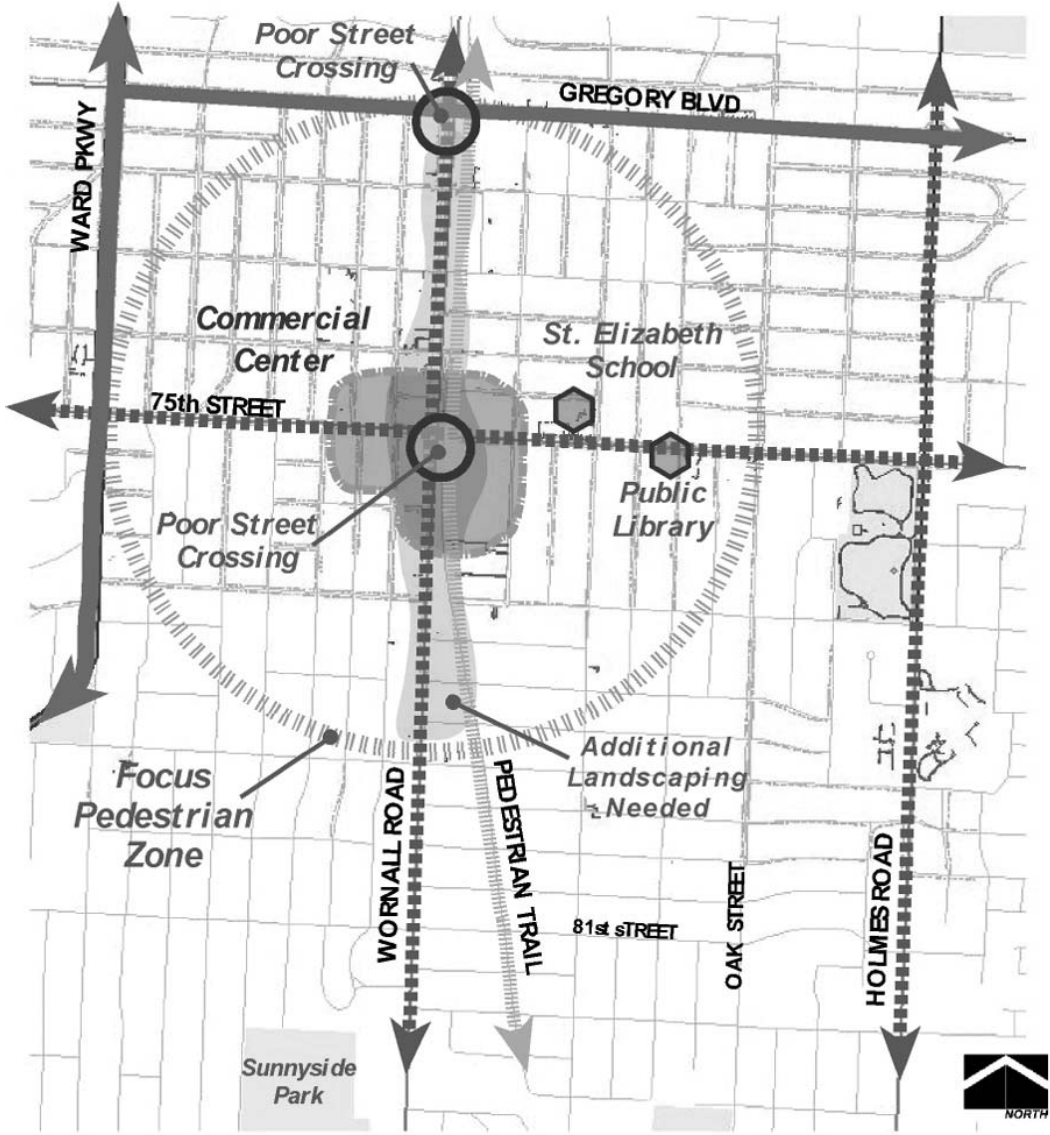 Poor Street
Crossing
GREGORY BLVD
WARD PKWY
Commercial
Center
St. Elizabeth
School
75th STREET
Public
Library
Poor Street
Crossing
Focus
Pedestrian
Zone
Additional
Landscaping
Needed
WORNALL ROAD
PEDESTRIAN TRAIL
81st sTREET
OAK STREET
HOLMES ROAD
Sunnyside
Park
NORTH